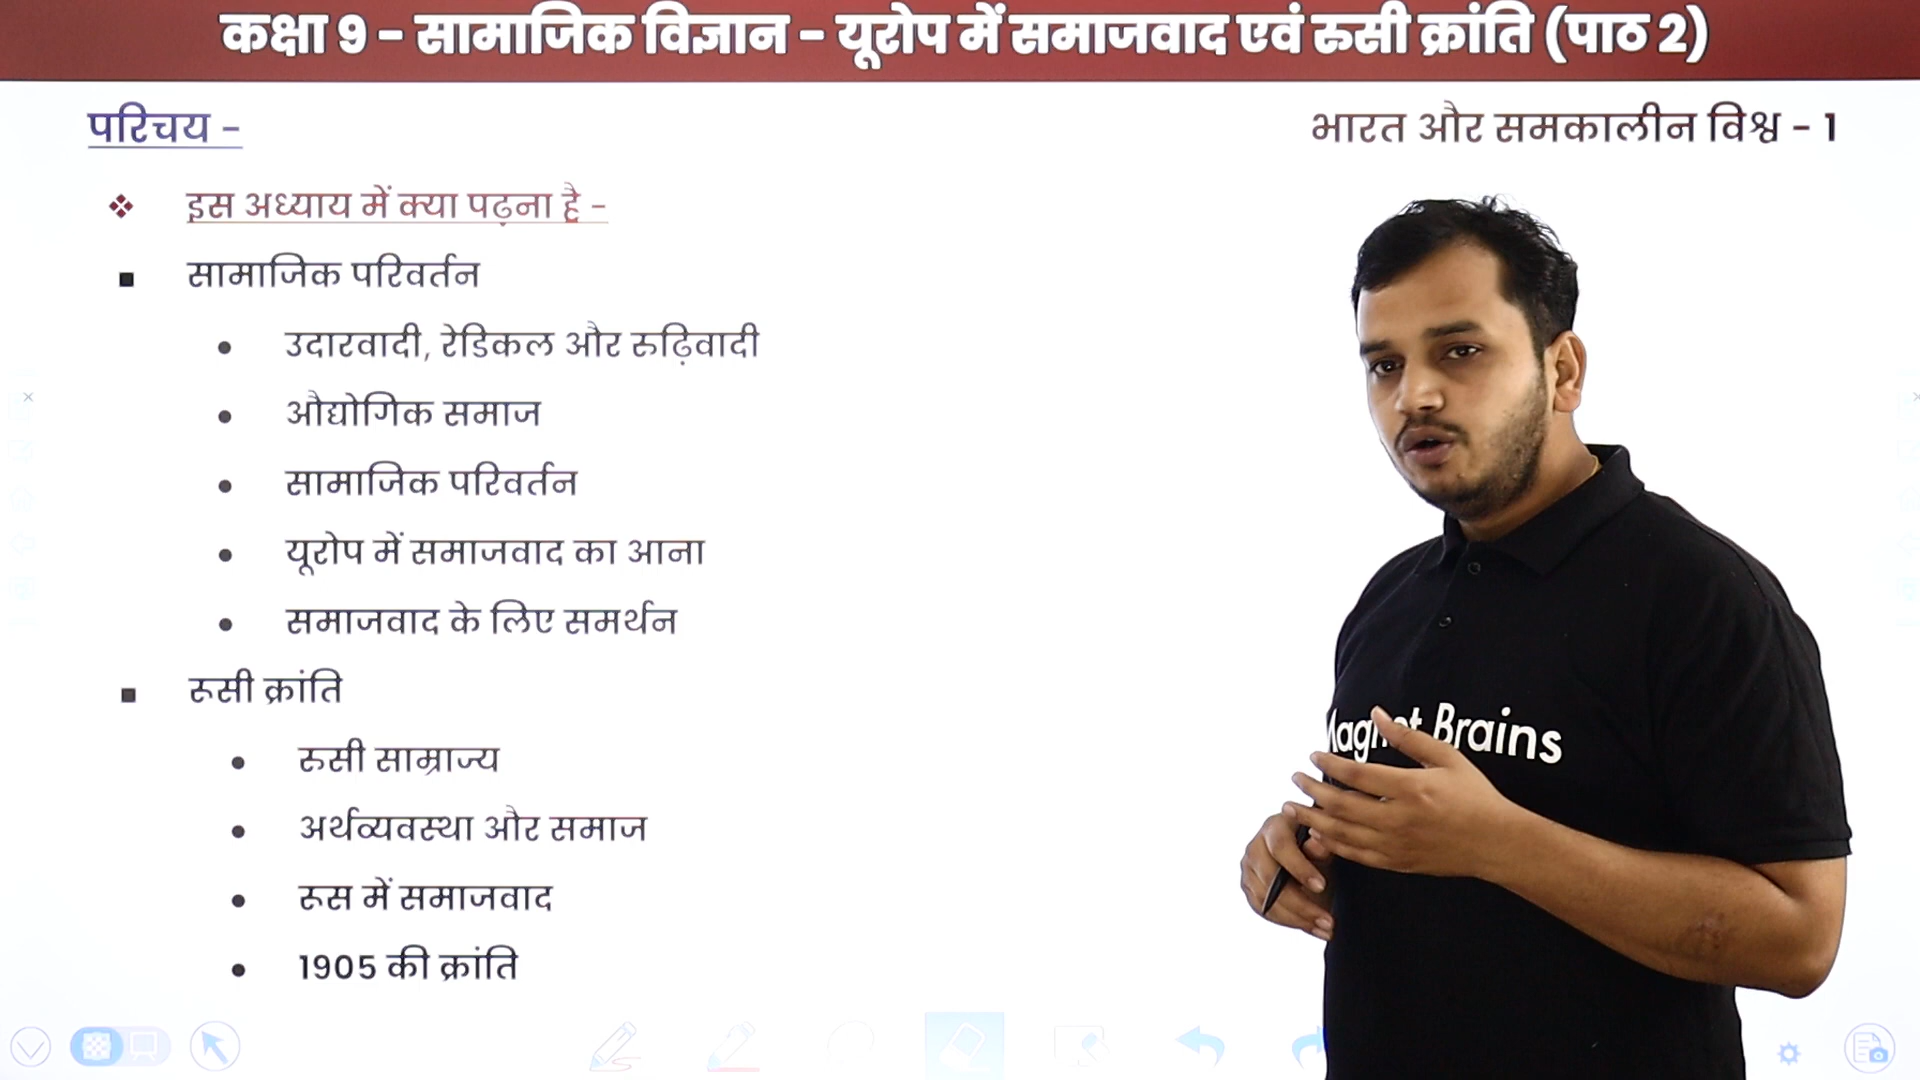 कक्षा 9 - सामाजिक विज्ञान - यूरोप में समाजवाद एवं रुसी क्रांति (पाठ 2)
परिचय -
भारत और समकालीन विश्व - 1
इस अध्याय में क्या पढ़ना है -
सामाजिक परिवर्तन
उदारवादी, रेडिकल और रुढ़िवादी
औद्योगिक समाज
सामाजिक परिवर्तन
यूरोप में समाजवाद का आना
समाजवाद के लिए समर्थन
रूसी क्रांति
रुसी साम्राज्य
अर्थव्यवस्था और समाज
रूस में समाजवाद
1905 की क्रांति
Brains